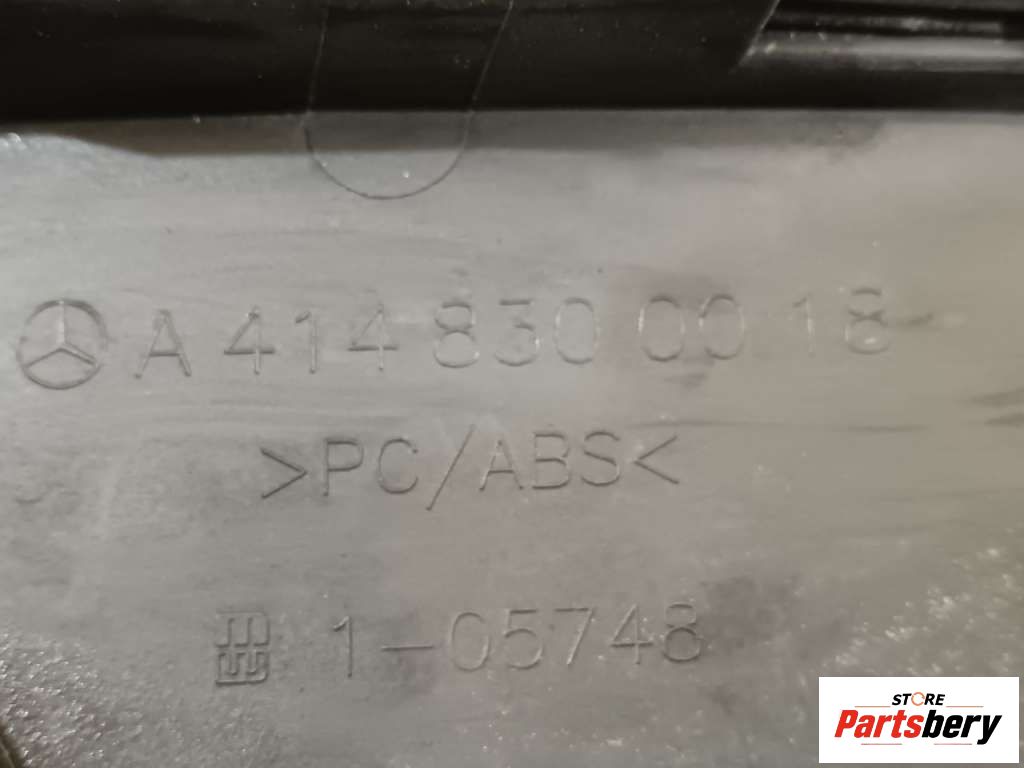 A 414 830 00 18
>PC/ABS<
1-05748
STORE
Partsbery